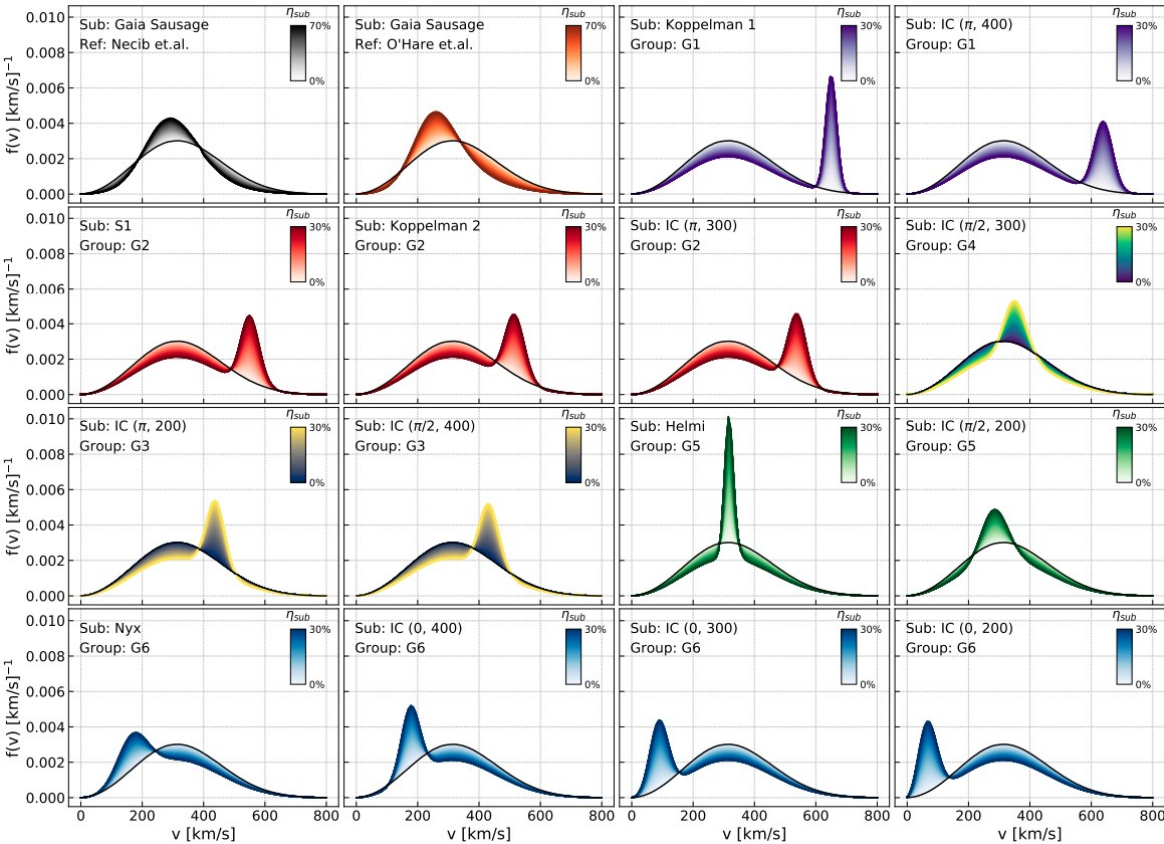 0.010
0.008
0.006
0.004
0.002
0.000
f(v) [km/s]⁻¹
Sub: Gaia Sausage
Ref: Necib et.al.
η_sub
70%
0%
Sub: Gaia Sausage
Ref: O'Hare et.al.
η_sub
70%
0%
Sub: Koppelman 1
Group: G1
η_sub
30%
0%
Sub: IC (π, 400)
Group: G1
η_sub
30%
0%
0.010
0.008
0.006
0.004
0.002
0.000
f(v) [km/s]⁻¹
Sub: S1
Group: G2
η_sub
30%
0%
Sub: Koppelman 2
Group: G2
η_sub
30%
0%
Sub: IC (π, 300)
Group: G2
η_sub
30%
0%
Sub: IC (π/2, 300)
Group: G4
η_sub
30%
0%
0.010
0.008
0.006
0.004
0.002
0.000
f(v) [km/s]⁻¹
Sub: IC (π, 200)
Group: G3
η_sub
30%
0%
Sub: IC (π/2, 400)
Group: G3
η_sub
30%
0%
Sub: Helmi
Group: G5
η_sub
30%
0%
Sub: IC (π/2, 200)
Group: G5
η_sub
30%
0%
0.010
0.008
0.006
0.004
0.002
0.000
f(v) [km/s]⁻¹
Sub: Nyx
Group: G6
η_sub
30%
0%
Sub: IC (0, 400)
Group: G6
η_sub
30%
0%
Sub: IC (0, 300)
Group: G6
η_sub
30%
0%
Sub: IC (0, 200)
Group: G6
η_sub
30%
0%
0 200 400 600 800
0 200 400 600 800
0 200 400 600 800
0 200 400 600 800
v [km/s]
v [km/s]
v [km/s]
v [km/s]